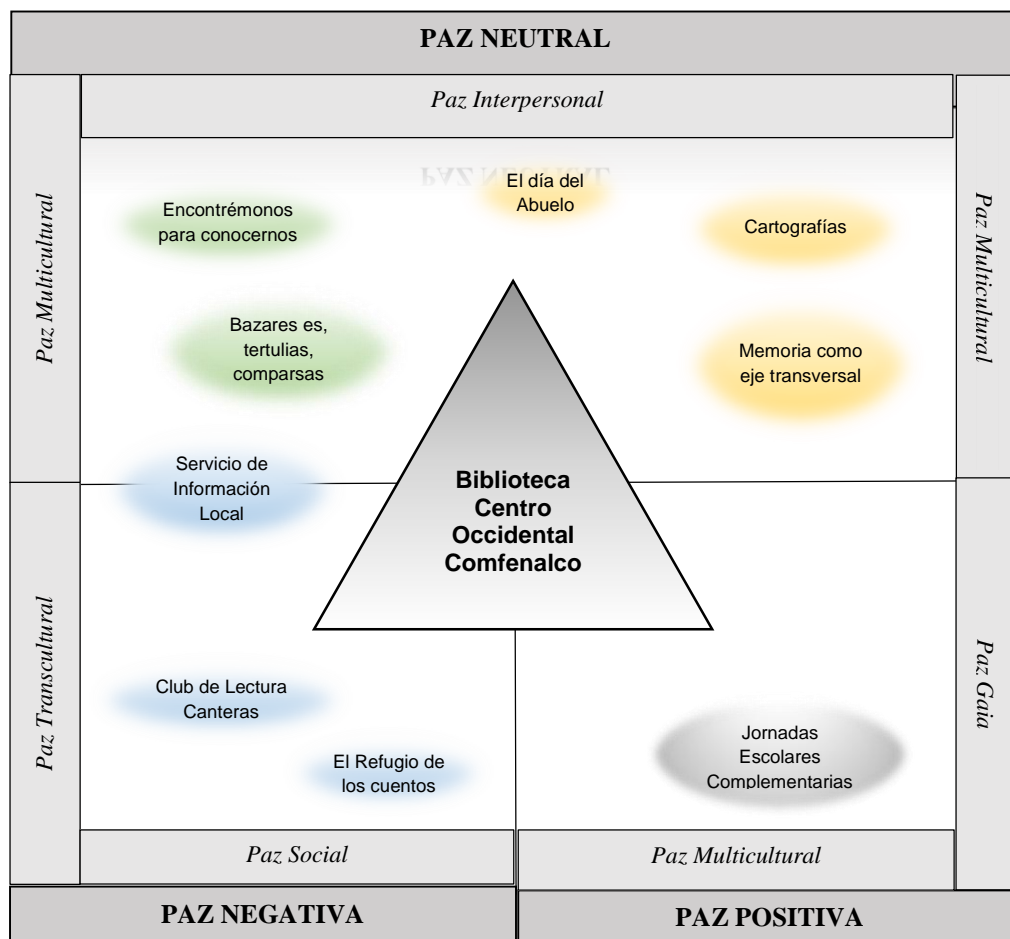 PAZ NEUTRAL
Paz Interpersonal
Paz Multicultural
Paz Multicultural
PAZ NEUTRAL
El día del
Abuelo
Encontrémonos
para conocernos
Cartografías
Bazares es,
tertulias,
comparsas
Memoria como
eje transversal
Servicio de
Información
Local
Biblioteca
Centro
Occidental
Comfenalco
Paz Transcultural
Paz Gaia
Club de Lectura
Canteras
El Refugio de
los cuentos
Jornadas
Escolares
Complementarias
Paz Social
Paz Multicultural
PAZ NEGATIVA
PAZ POSITIVA